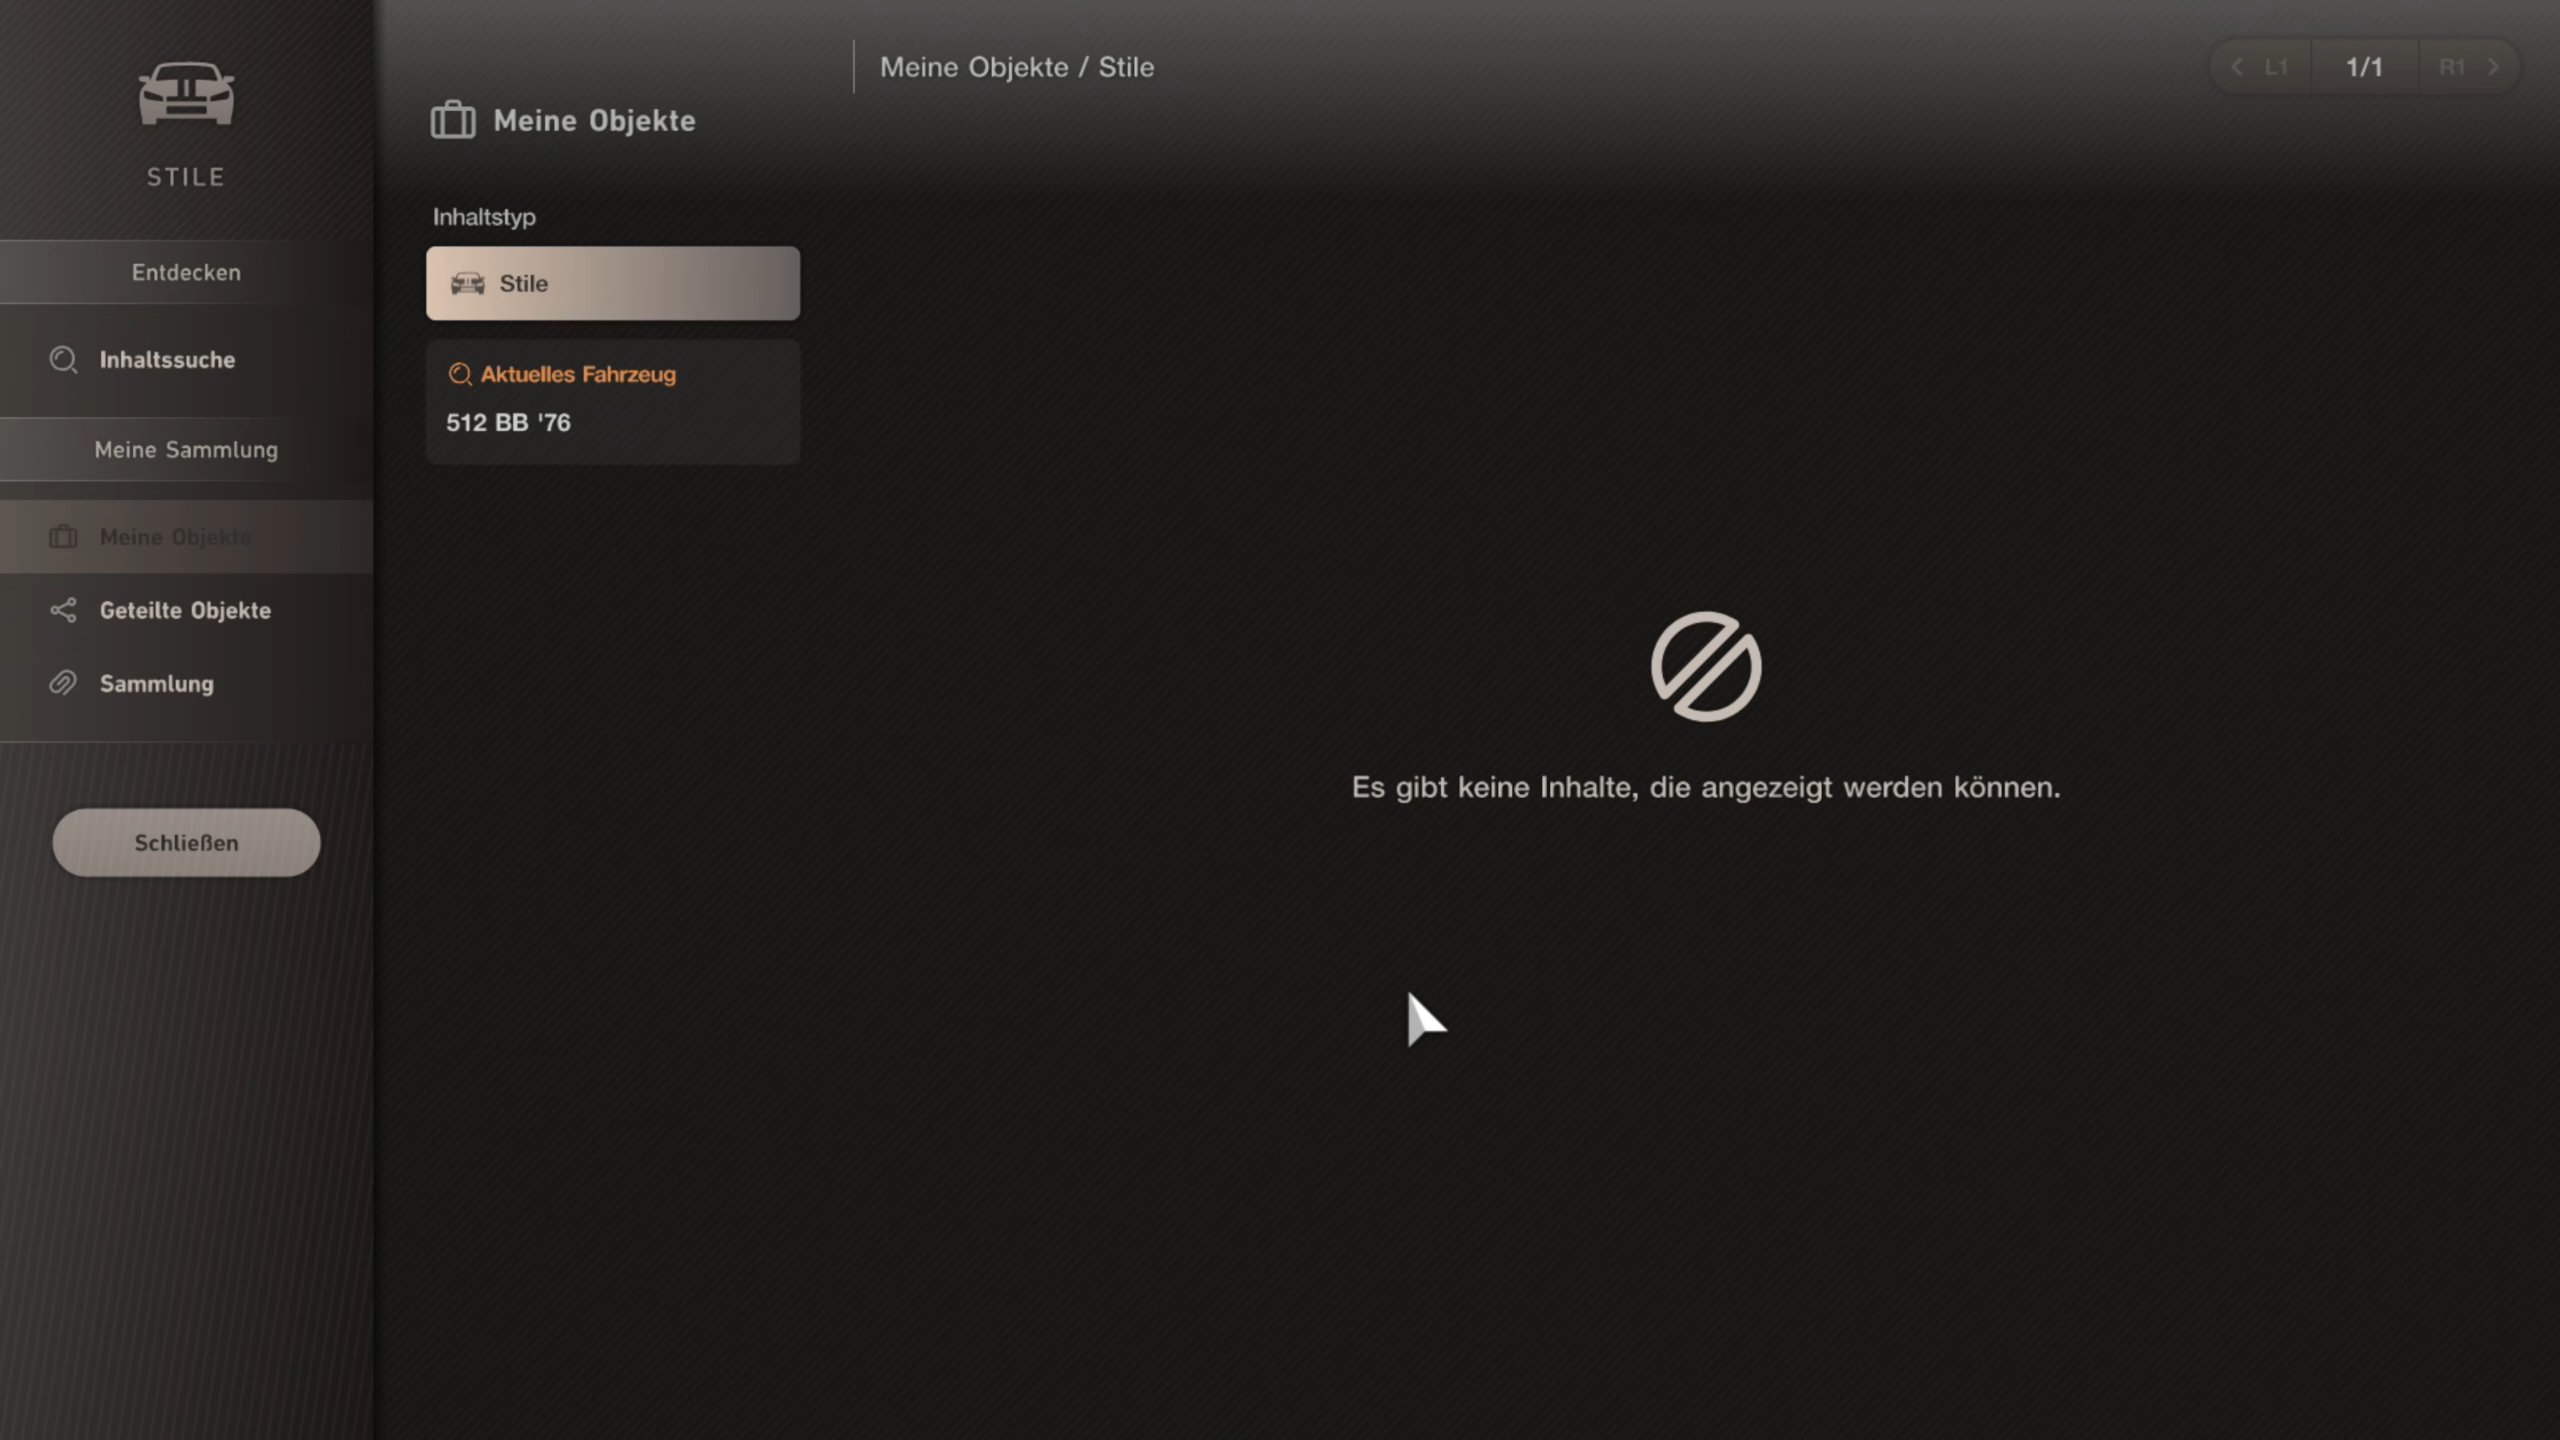 STILE
Entdecken
Inhaltssuche
Meine Sammlung
Meine Objekte
Geteilte Objekte
Sammlung
Schließen
Meine Objekte
Inhaltstyp
Stile
Aktuelles Fahrzeug
512 BB '76
Meine Objekte / Stile
L1 1/1 R1
Es gibt keine Inhalte, die angezeigt werden können.